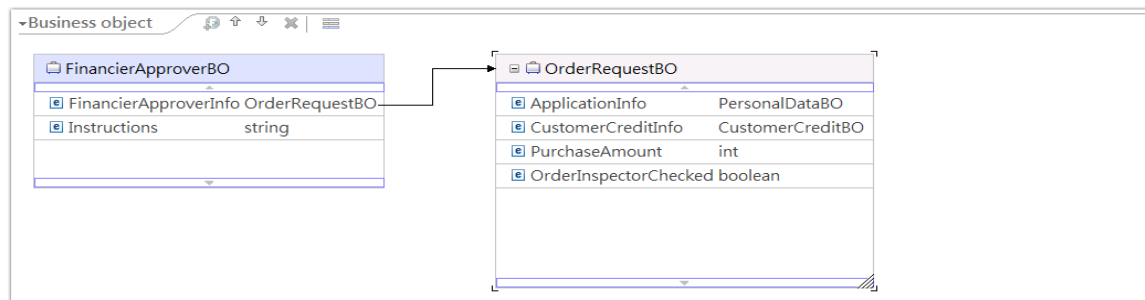 Business object
FinancierApproverBO
FinancierApproverInfo OrderRequestBO
Instructions string
OrderRequestBO
ApplicationInfo PersonalDataBO
CustomerCreditInfo CustomerCreditBO
PurchaseAmount int
OrderInspectorChecked boolean